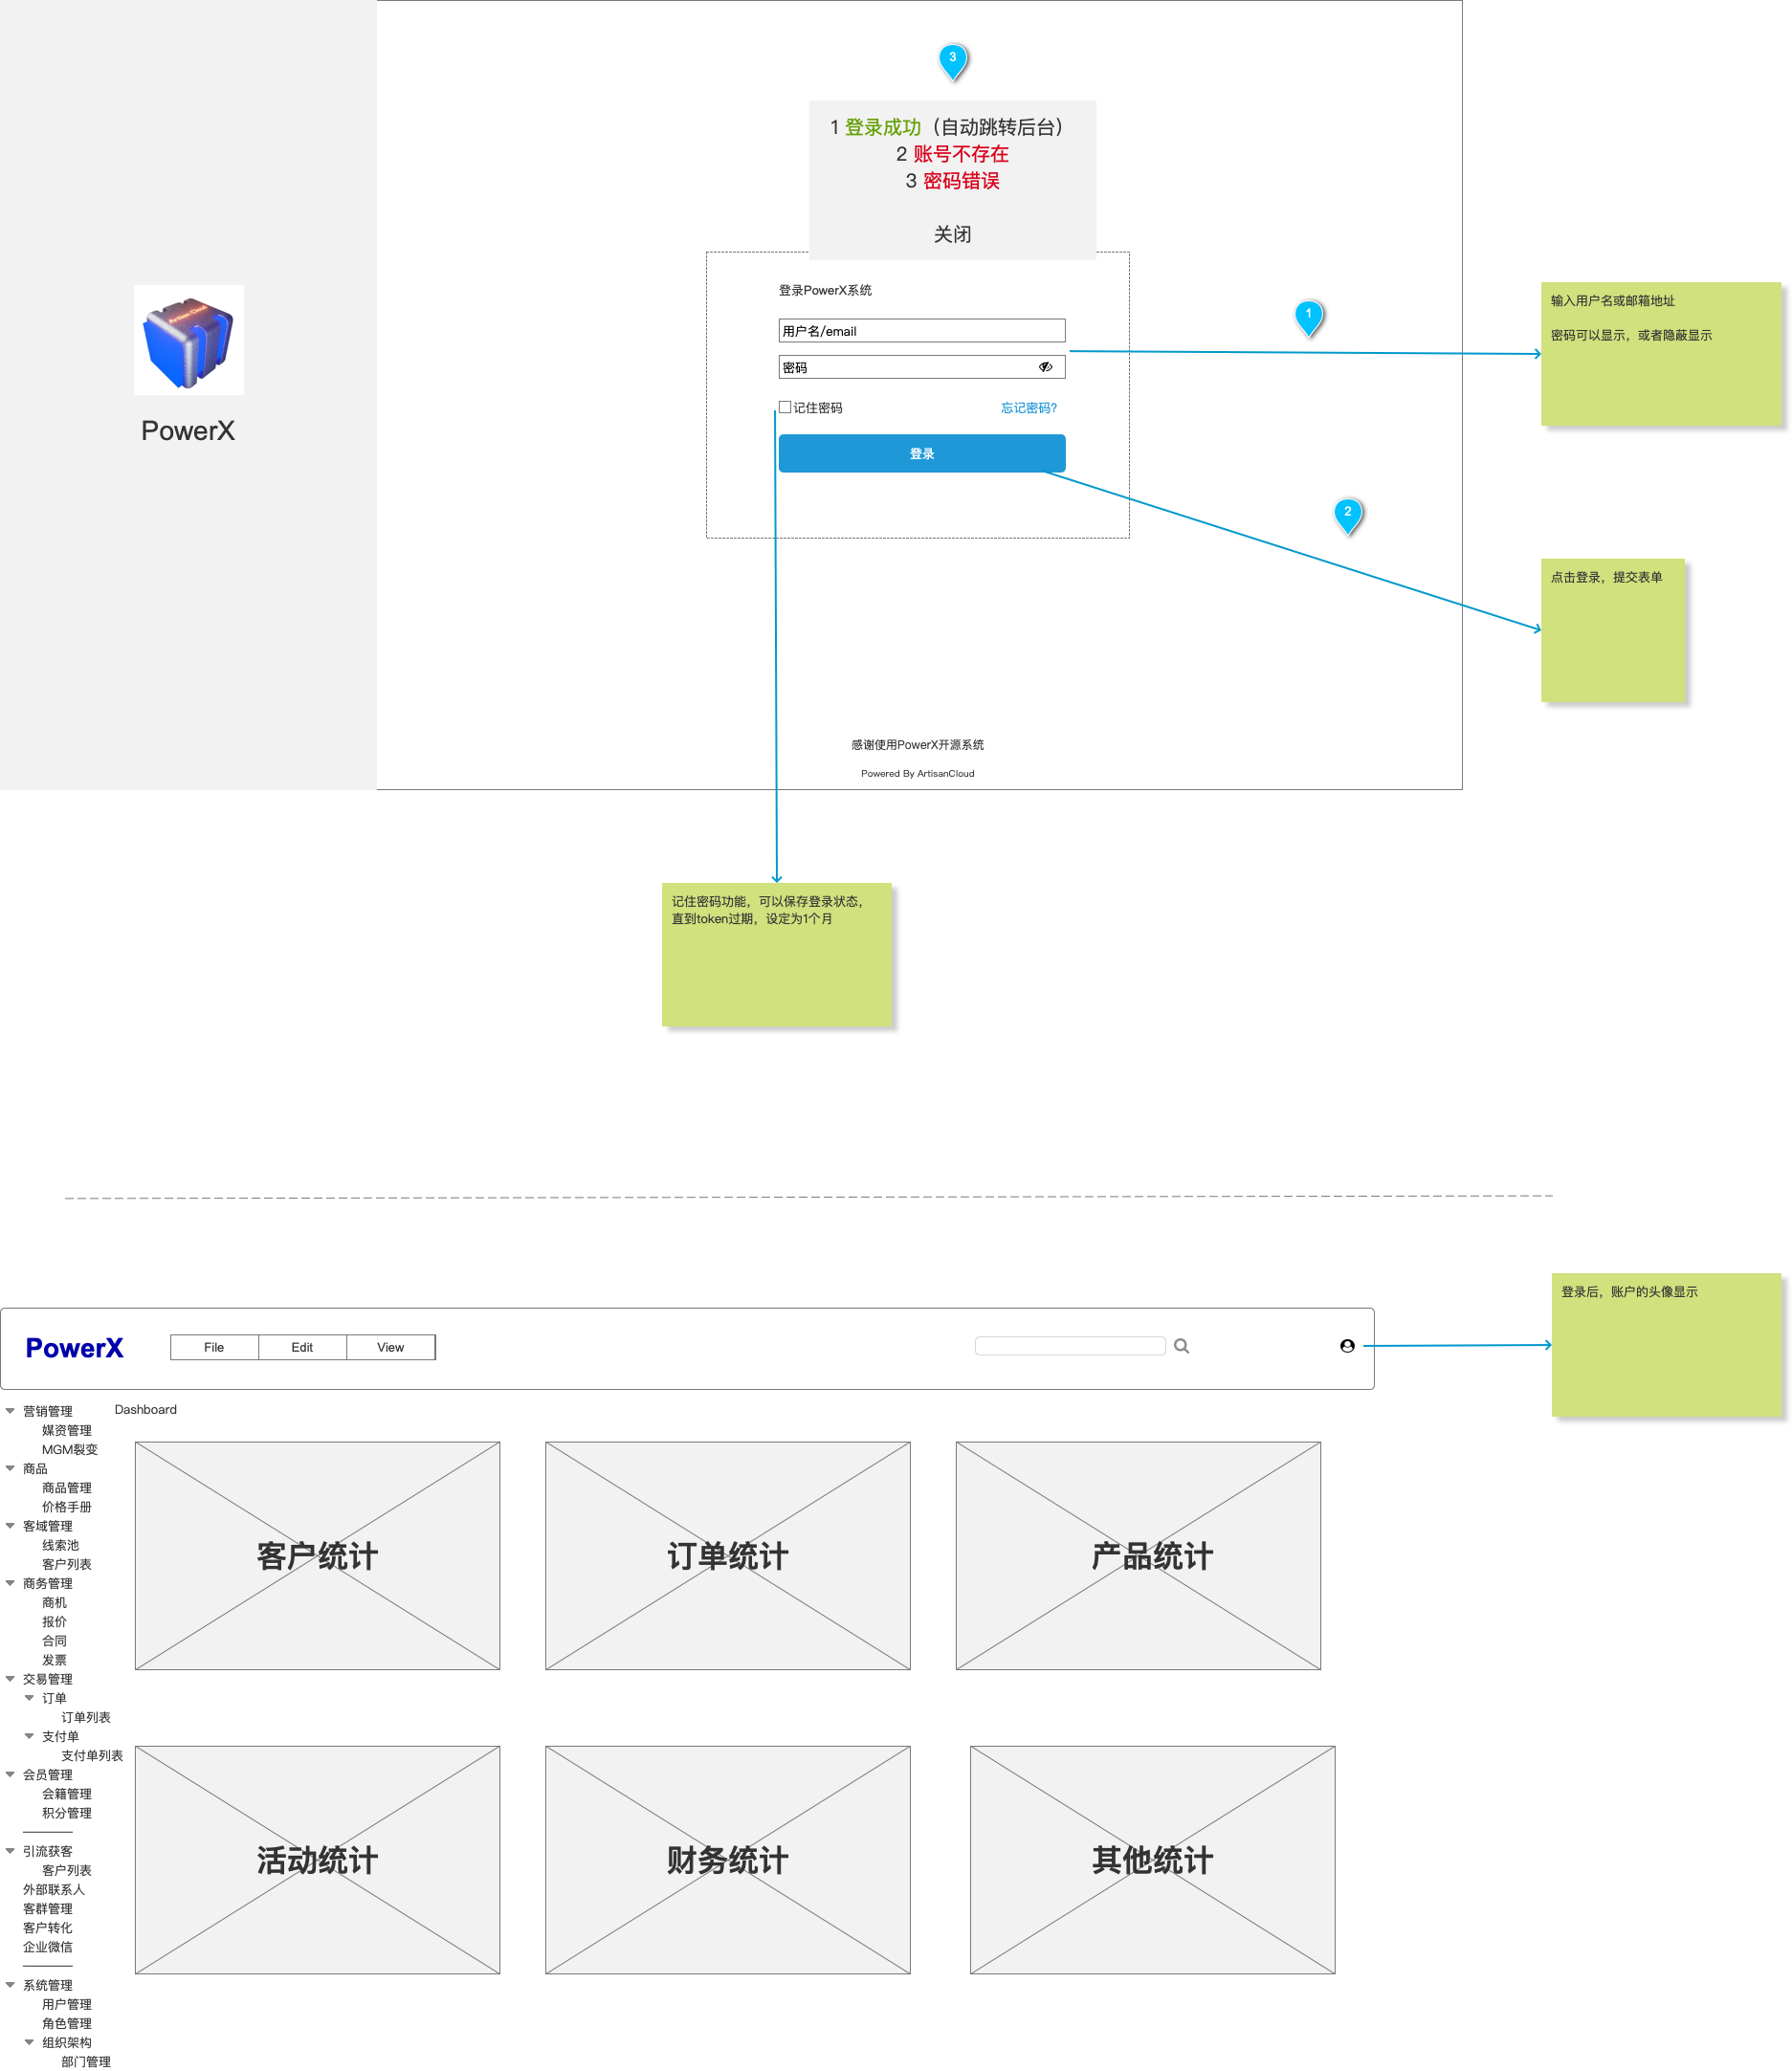 3
1 登录成功（自动跳转后台）
2 账号不存在
3 密码错误
关闭
Artisan Cloud
PowerX
登录PowerX系统
用户名/email
密码
记住密码
忘记密码?
登录
1
输入用户名或邮箱地址
密码可以显示，或者隐蔽显示
2
点击登录，提交表单
感谢使用PowerX开源系统
Powered By ArtisanCloud
记住密码功能，可以保存登录状态，
直到token过期，设定为1个月
PowerX
File
Edit
View
登录后，账户的头像显示
营销管理
媒资管理
MGM裂变
商品
商品管理
价格手册
客域管理
线索池
客户列表
商务管理
商机
报价
合同
发票
交易管理
订单
订单列表
支付单
支付单列表
会员管理
会籍管理
积分管理
引流获客
客户列表
外部联系人
客群管理
客户转化
企业微信
系统管理
用户管理
角色管理
组织架构
部门管理
Dashboard
客户统计
订单统计
产品统计
活动统计
财务统计
其他统计